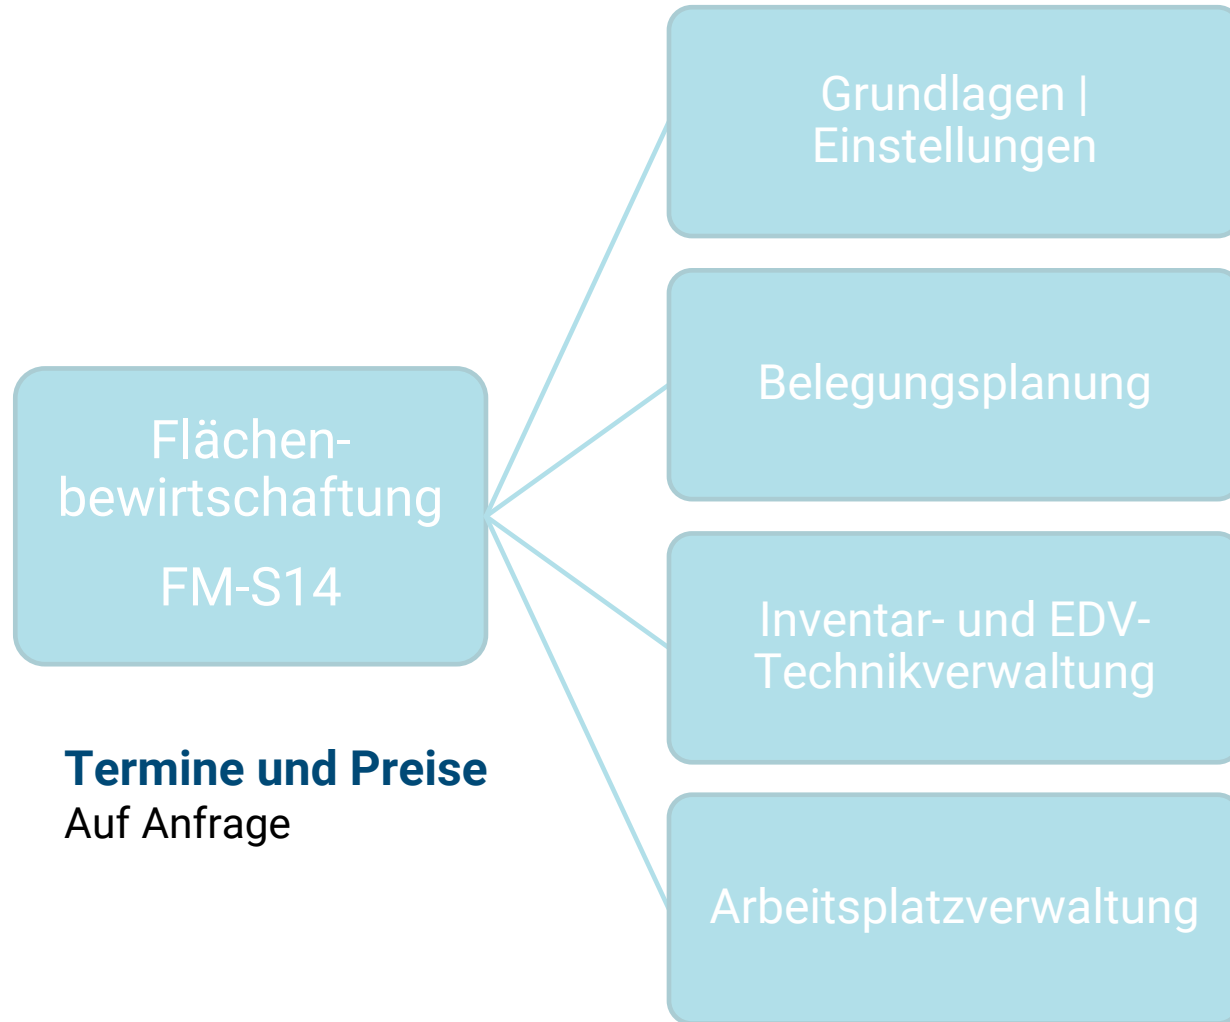 Flächen-
bewirtschaftung
FM-S14
Termine und Preise
Auf Anfrage
Grundlagen |
Einstellungen
Belegungsplanung
Inventar- und EDV-
Technikverwaltung
Arbeitsplatzverwaltung